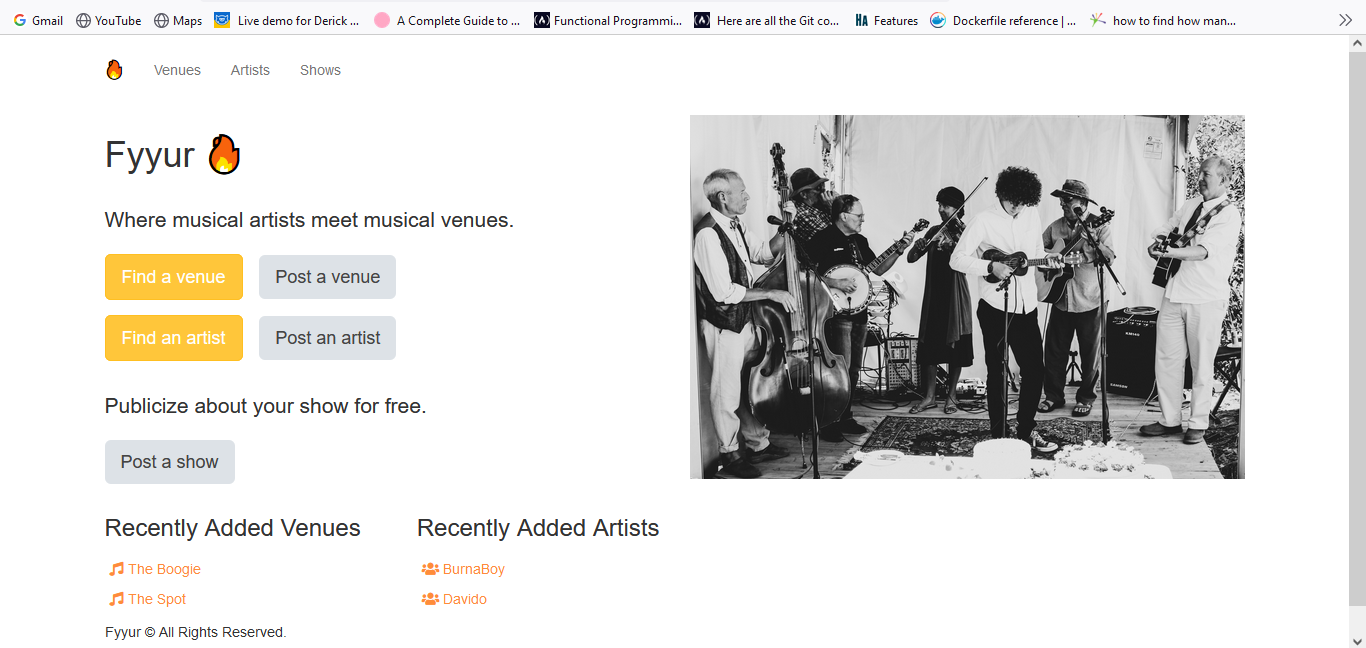 Gmail YouTube Maps Live demo for Derick ... A Complete Guide to ... Functional Programmi... Here are all the Git co... HA Features Dockerfile reference | ... how to find how man...
Venues Artists Shows
Fyyur
Where musical artists meet musical venues.
Find a venue Post a venue
Find an artist Post an artist
Publicize about your show for free.
Post a show
Recently Added Venues Recently Added Artists
The Boogie BurnaBoy
The Spot Davido
Fyyur © All Rights Reserved.
SAMSON